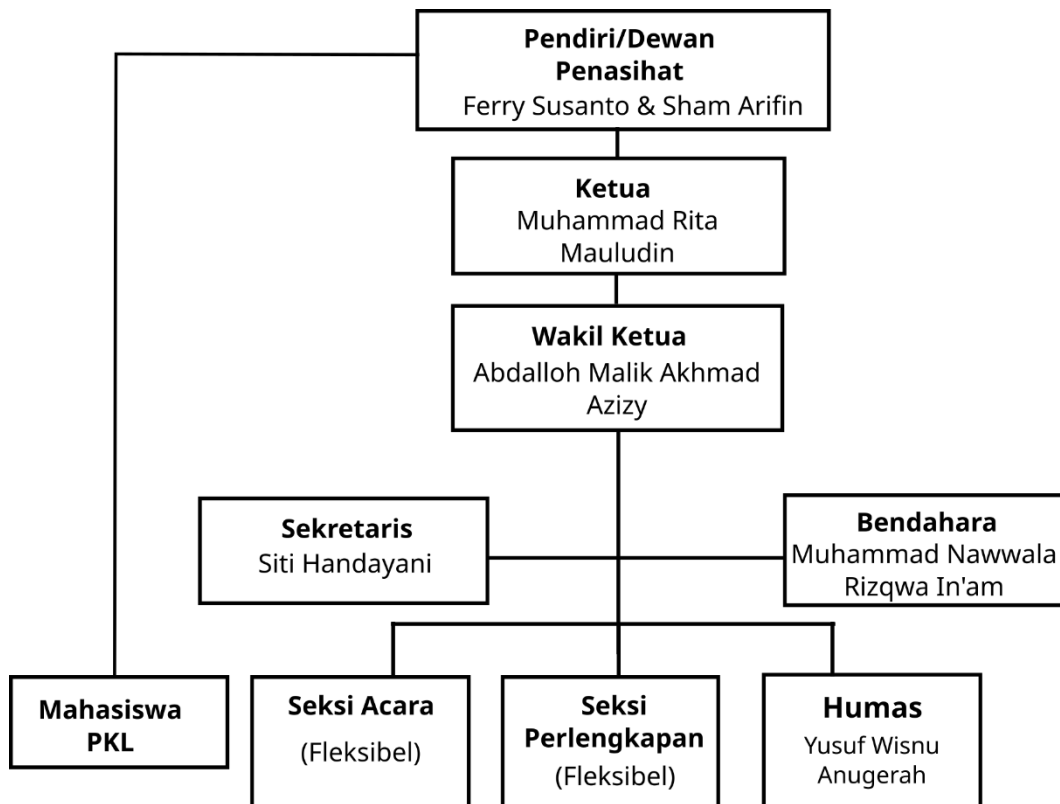 Pendiri/Dewan
Penasihat
Ferry Susanto & Sham Arifin
Ketua
Muhammad Rita
Mauludin
Wakil Ketua
Abdalloh Malik Akhmad
Azizy
Sekretaris
Siti Handayani
Bendahara
Muhammad Nawwala
Rizqwa In'am
Mahasiswa
PKL
Seksi Acara
(Fleksibel)
Seksi
Perlengkapan
(Fleksibel)
Humas
Yusuf Wisnu
Anugerah